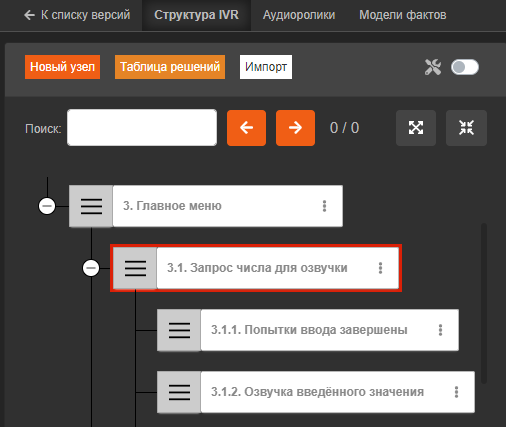 К списку версий Структура IVR Аудиоролики Модели фактов
Новый узел Таблица решений Импорт
Поиск: 0 / 0
3. Главное меню
3.1. Запрос числа для озвучки
3.1.1. Попытки ввода завершены
3.1.2. Озвучка введённого значения